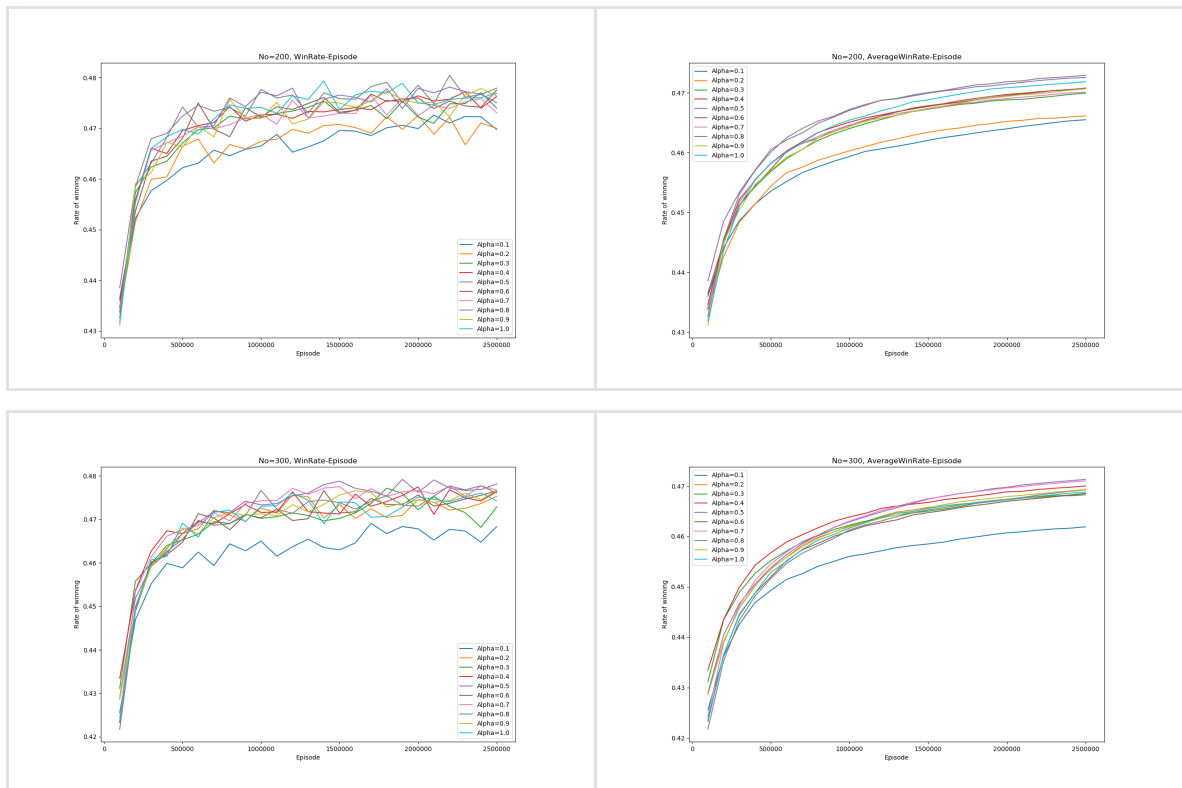 No=200, WinRate-Episode
0.48
0.47
0.46
0.45
0.44
0.43
Rate of winning
Alpha=0.1
Alpha=0.2
Alpha=0.3
Alpha=0.4
Alpha=0.5
Alpha=0.6
Alpha=0.7
Alpha=0.8
Alpha=0.9
Alpha=1.0
0 500000 1000000 1500000 2000000 2500000
Episode
No=200, AverageWinRate-Episode
Alpha=0.1
Alpha=0.2
Alpha=0.3
Alpha=0.4
Alpha=0.5
Alpha=0.6
Alpha=0.7
Alpha=0.8
Alpha=0.9
Alpha=1.0
0.47
0.46
0.45
0.44
0.43
Rate of winning
0 500000 1000000 1500000 2000000 2500000
Episode
No=300, WinRate-Episode
0.48
0.47
0.46
0.45
0.44
0.43
0.42
Rate of winning
Alpha=0.1
Alpha=0.2
Alpha=0.3
Alpha=0.4
Alpha=0.5
Alpha=0.6
Alpha=0.7
Alpha=0.8
Alpha=0.9
Alpha=1.0
0 500000 1000000 1500000 2000000 2500000
Episode
No=300, AverageWinRate-Episode
Alpha=0.1
Alpha=0.2
Alpha=0.3
Alpha=0.4
Alpha=0.5
Alpha=0.6
Alpha=0.7
Alpha=0.8
Alpha=0.9
Alpha=1.0
0.47
0.46
0.45
0.44
0.43
0.42
Rate of winning
0 500000 1000000 1500000 2000000 2500000
Episode